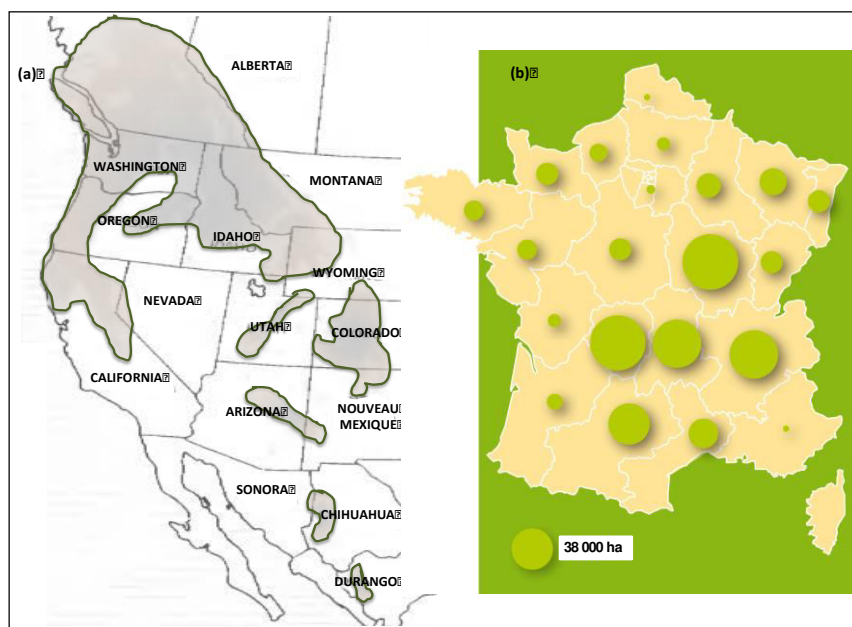 (a)
ALBERTA
WASHINGTON
MONTANA
OREGON
IDAHO
WYOMING
NEVADA
UTAH
COLORADO
CALIFORNIA
ARIZONA
NOUVEAU
MEXIQUE
SONORA
CHIHUAHUA
DURANGO
(b)
38 000 ha